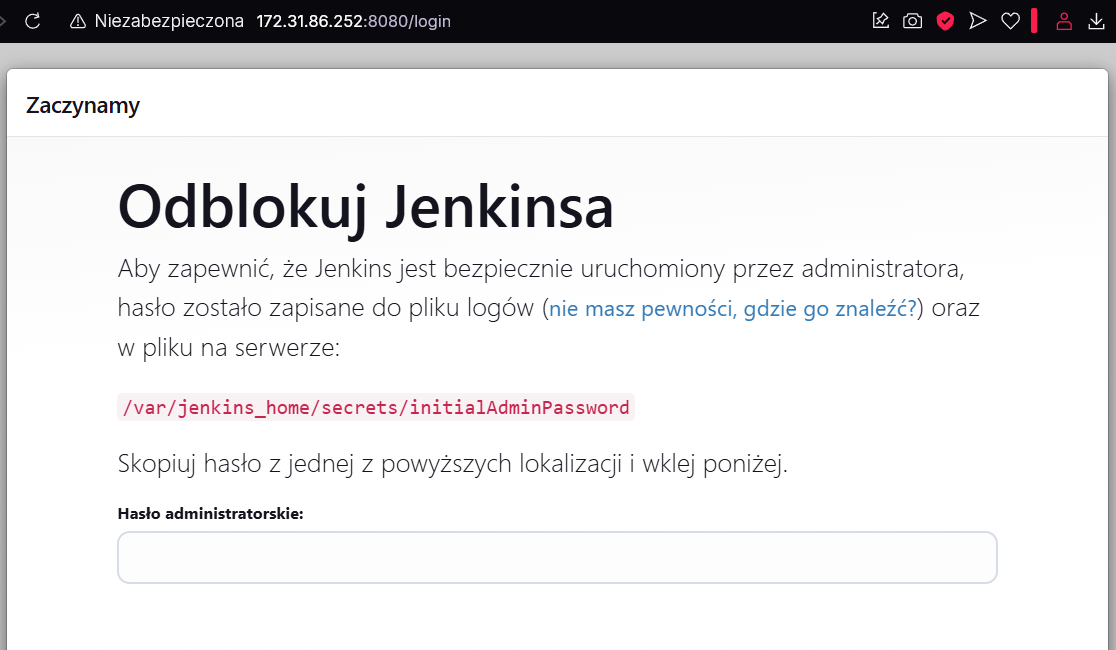 Niezabezpieczona 172.31.86.252:8080/login
Zaczynamy
Odblokuj Jenkinsa
Aby zapewnić, że Jenkins jest bezpiecznie uruchomiony przez administratora,
hasło zostało zapisane do pliku logów (nie masz pewności, gdzie go znaleźć?) oraz
w pliku na serwerze:
/var/jenkins_home/secrets/initialAdminPassword
Skopiuj hasło z jednej z powyższych lokalizacji i wklej poniżej.
Hasło administratorskie: